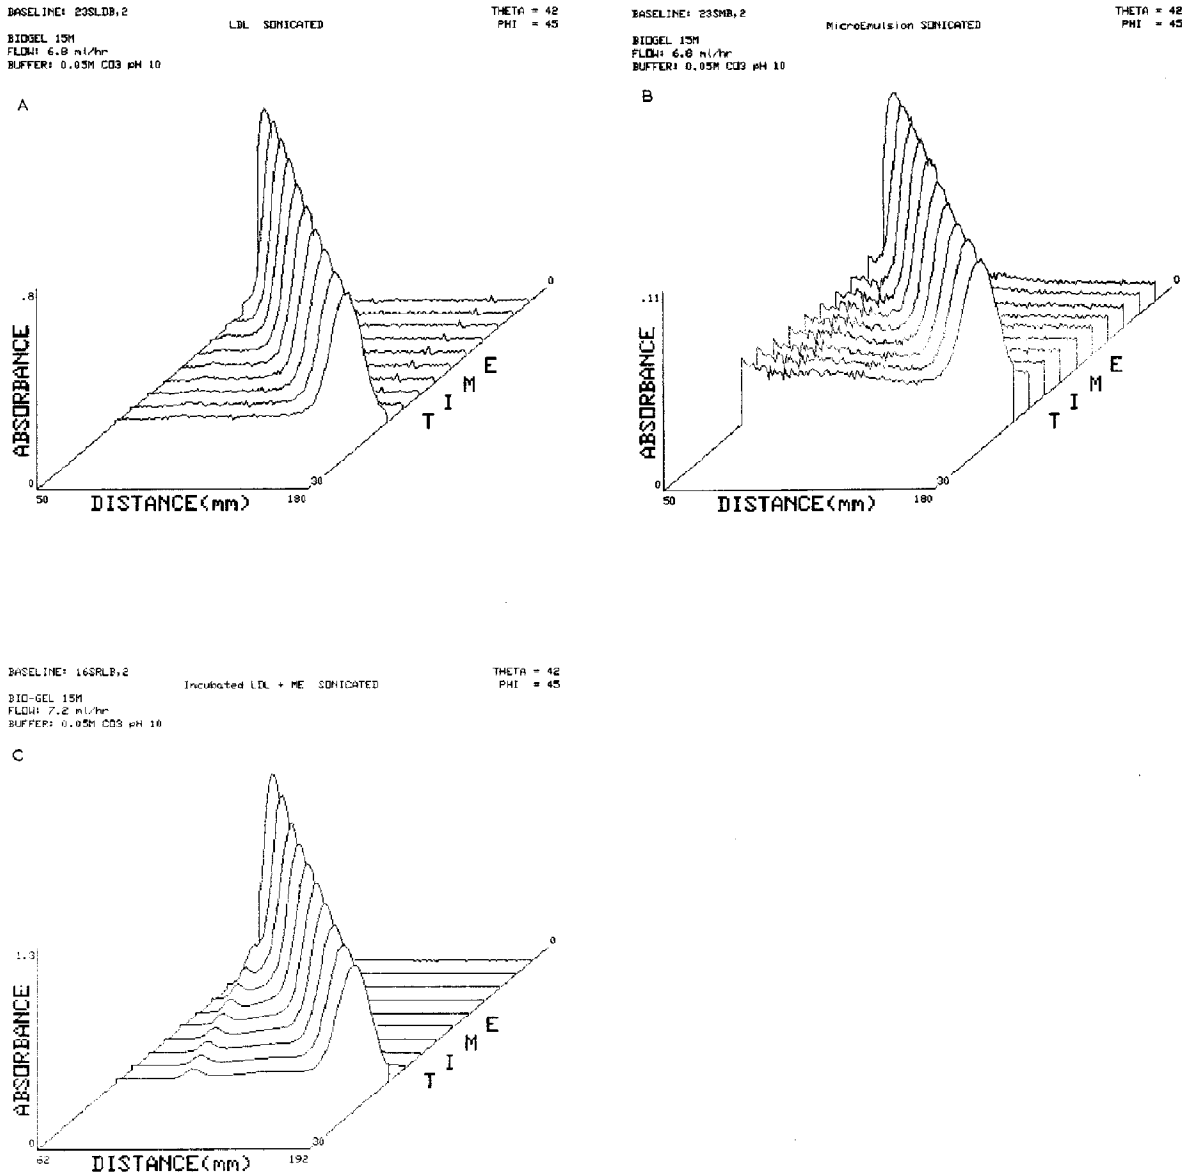 BASELINE: 23SLDB,2
LDL SONICATED
THETA = 42
PHI = 45
BIOGEL 15M
FLOW: 6.8 ml/hr
BUFFER: 0.05M CO3 pH 10
A
.8
0
ABSORBANCE
50
DISTANCE(mm)
180
30
TIME
0
BASELINE: 23SMB,2
MicroEmulsion SONICATED
THETA = 42
PHI = 45
BIOGEL 15M
FLOW: 6.8 ml/hr
BUFFER: 0.05M CO3 pH 10
B
.11
0
ABSORBANCE
50
DISTANCE(mm)
180
30
TIME
0
BASELINE: 16SRLB,2
Incubated LDL + ME SONICATED
THETA = 42
PHI = 45
BIO-GEL 15M
FLOW: 7.2 ml/hr
BUFFER: 0.05M CO3 pH 10
C
1.3
0
ABSORBANCE
62
DISTANCE(mm)
192
30
TIME
0